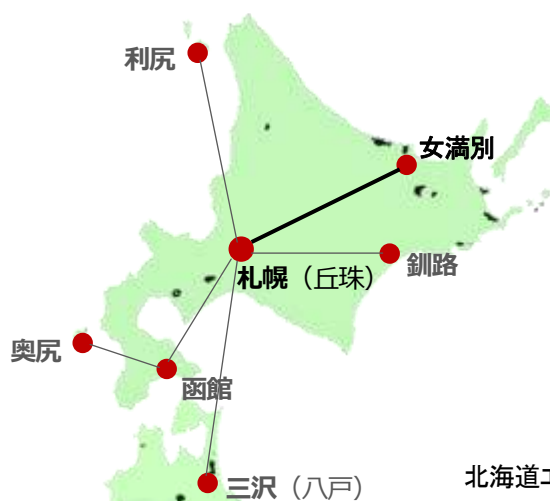 利尻
女満別
札幌（丘珠）
釧路
奥尻
函館
三沢（八戸）
北海道エ